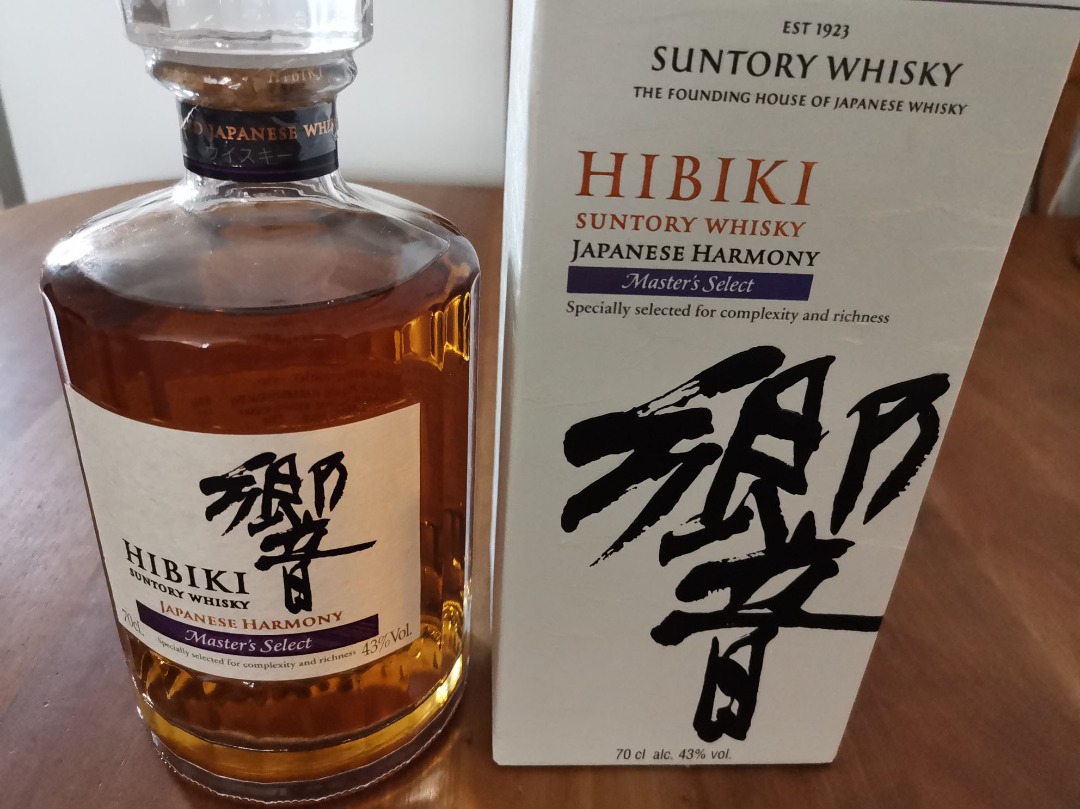 HIBIKI
JAPANESE WHI
ウイスキー
響
HIBIKI
SUNTORY WHISKY
JAPANESE HARMONY
Master's Select
70cl.
Specially selected for complexity and richness
43% Vol.
EST 1923
SUNTORY WHISKY
THE FOUNDING HOUSE OF JAPANESE WHISKY
HIBIKI
SUNTORY WHISKY
JAPANESE HARMONY
Master's Select
Specially selected for complexity and richness
響
70 cl alc. 43% vol.